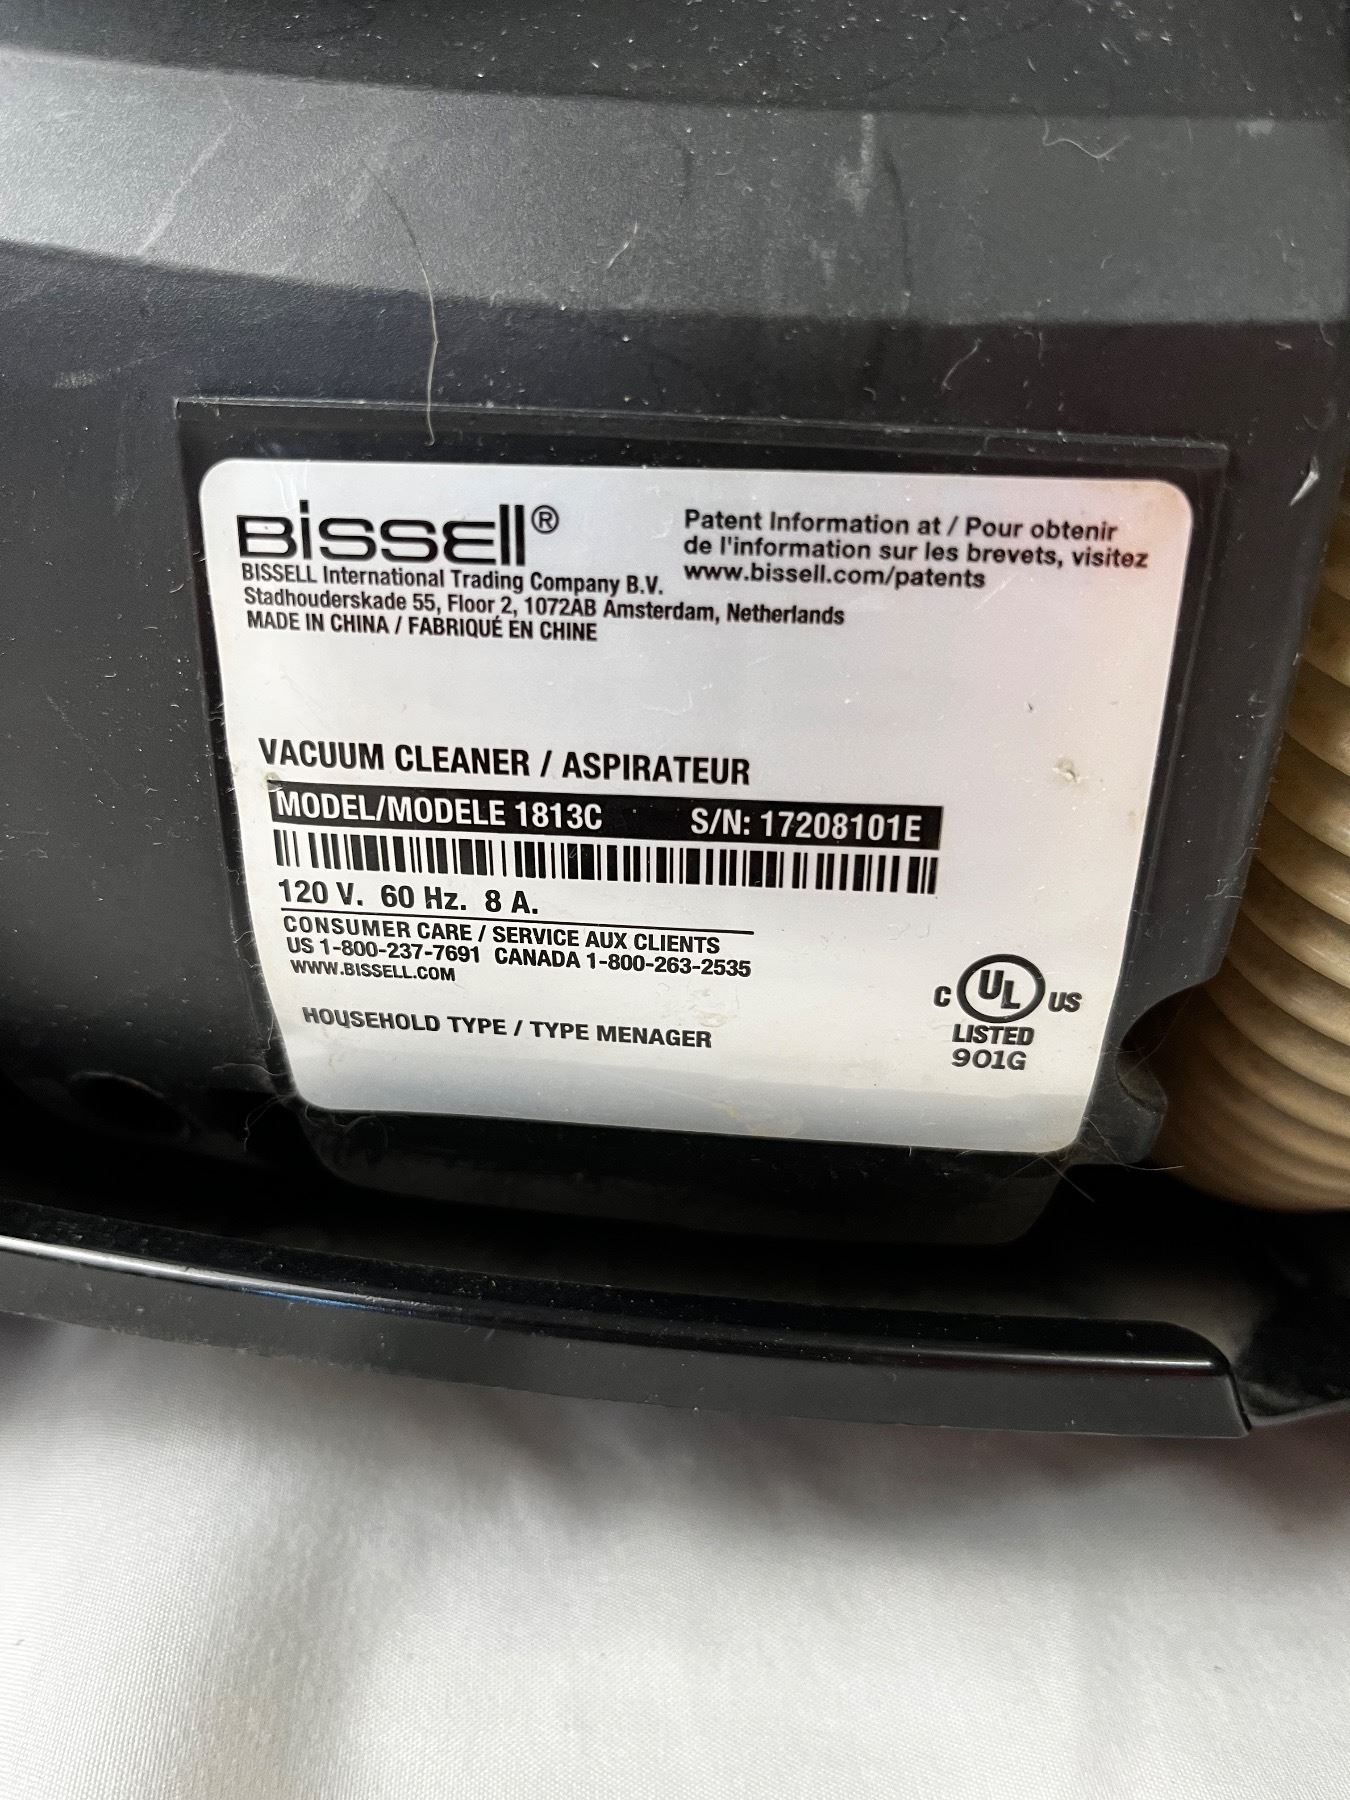 BISSELL®
BISSELL International Trading Company B.V.
Stadhouderskade 55, Floor 2, 1072AB Amsterdam, Netherlands
MADE IN CHINA / FABRIQUÉ EN CHINE
Patent Information at / Pour obtenir
de l'information sur les brevets, visitez
www.bissell.com/patents
VACUUM CLEANER / ASPIRATEUR
MODEL/MODELE 1813C S/N: 17208101E
120 V. 60 Hz. 8 A.
CONSUMER CARE / SERVICE AUX CLIENTS
US 1-800-237-7691 CANADA 1-800-263-2535
WWW.BISSELL.COM
HOUSEHOLD TYPE / TYPE MENAGER
C UL US
LISTED
901G